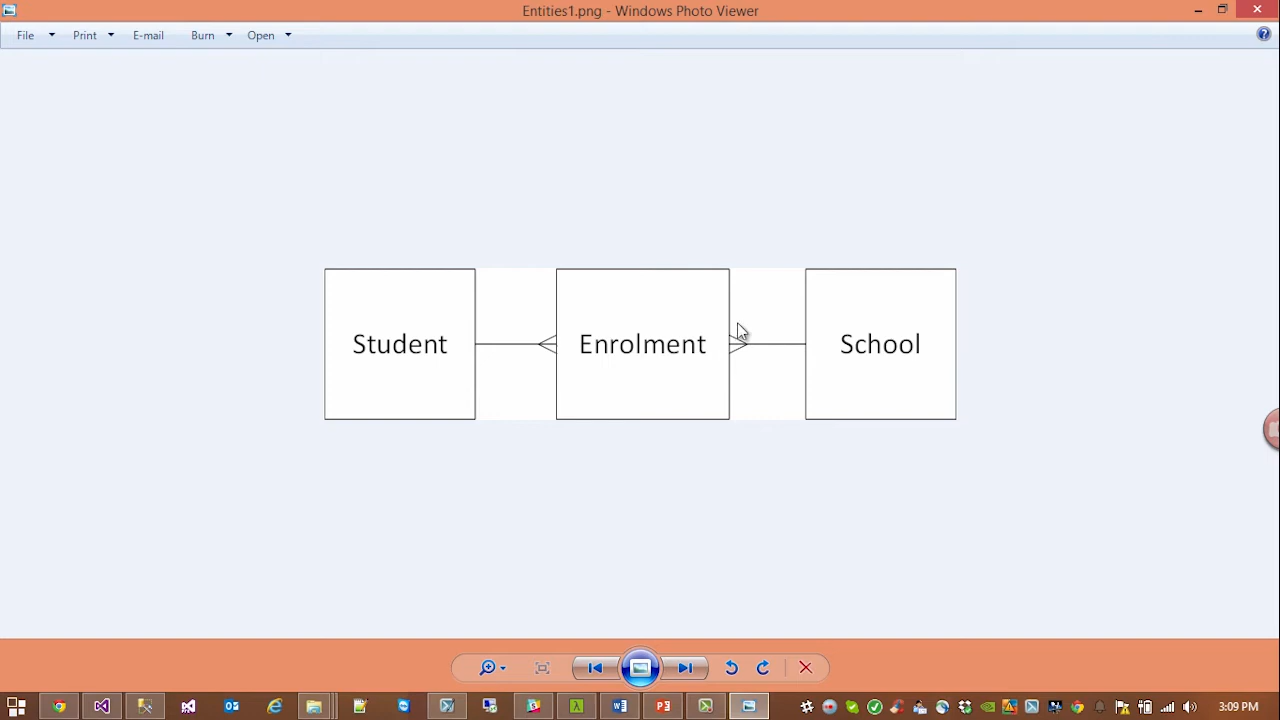 Entities1.png - Windows Photo Viewer
File Print E-mail Burn Open
Student Enrolment School
3:09 PM